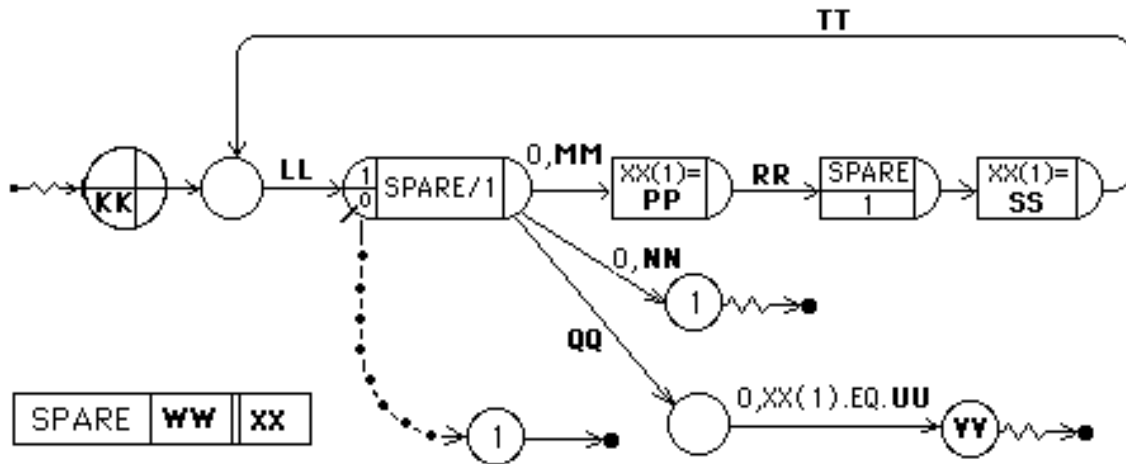 TT
KK
LL
1
0
SPARE/1
0,MM
XX(1)=
PP
RR
SPARE
1
XX(1)=
SS
0,NN
1
QQ
SPARE WW XX
1
0,XX(1).EQ.UU
YY